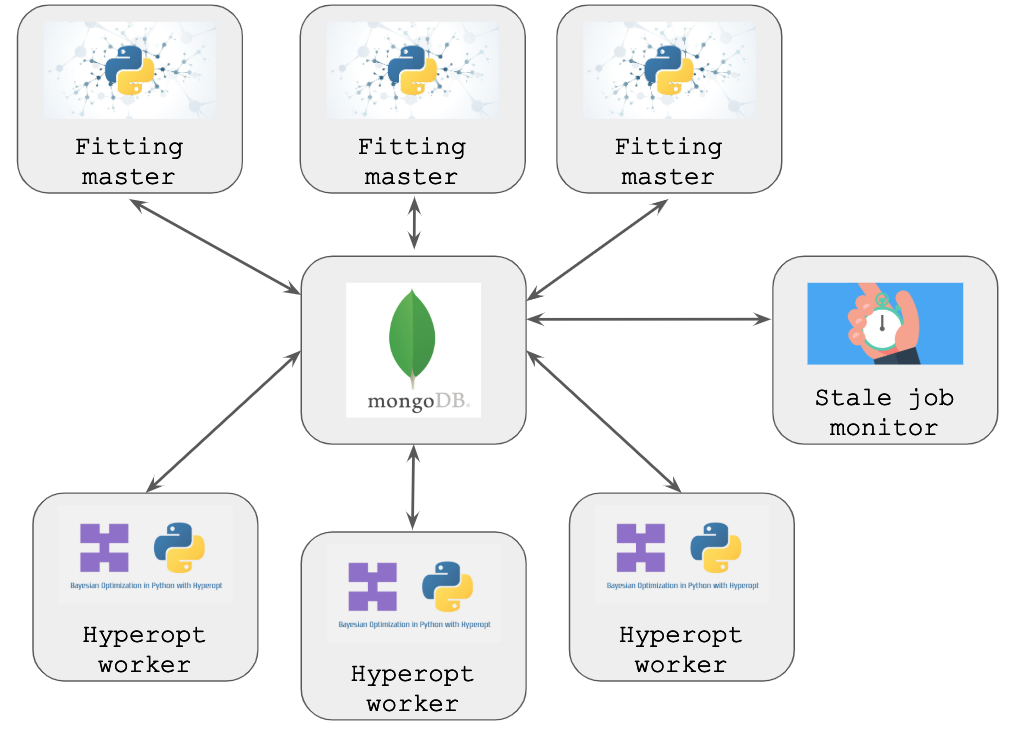 Fitting
master
Fitting
master
Fitting
master
mongoDB.
Stale job
monitor
Bayesian Optimization in Python with Hyperopt
Hyperopt
worker
Bayesian Optimization in Python with Hyperopt
Hyperopt
worker
Bayesian Optimization in Python with Hyperopt
Hyperopt
worker